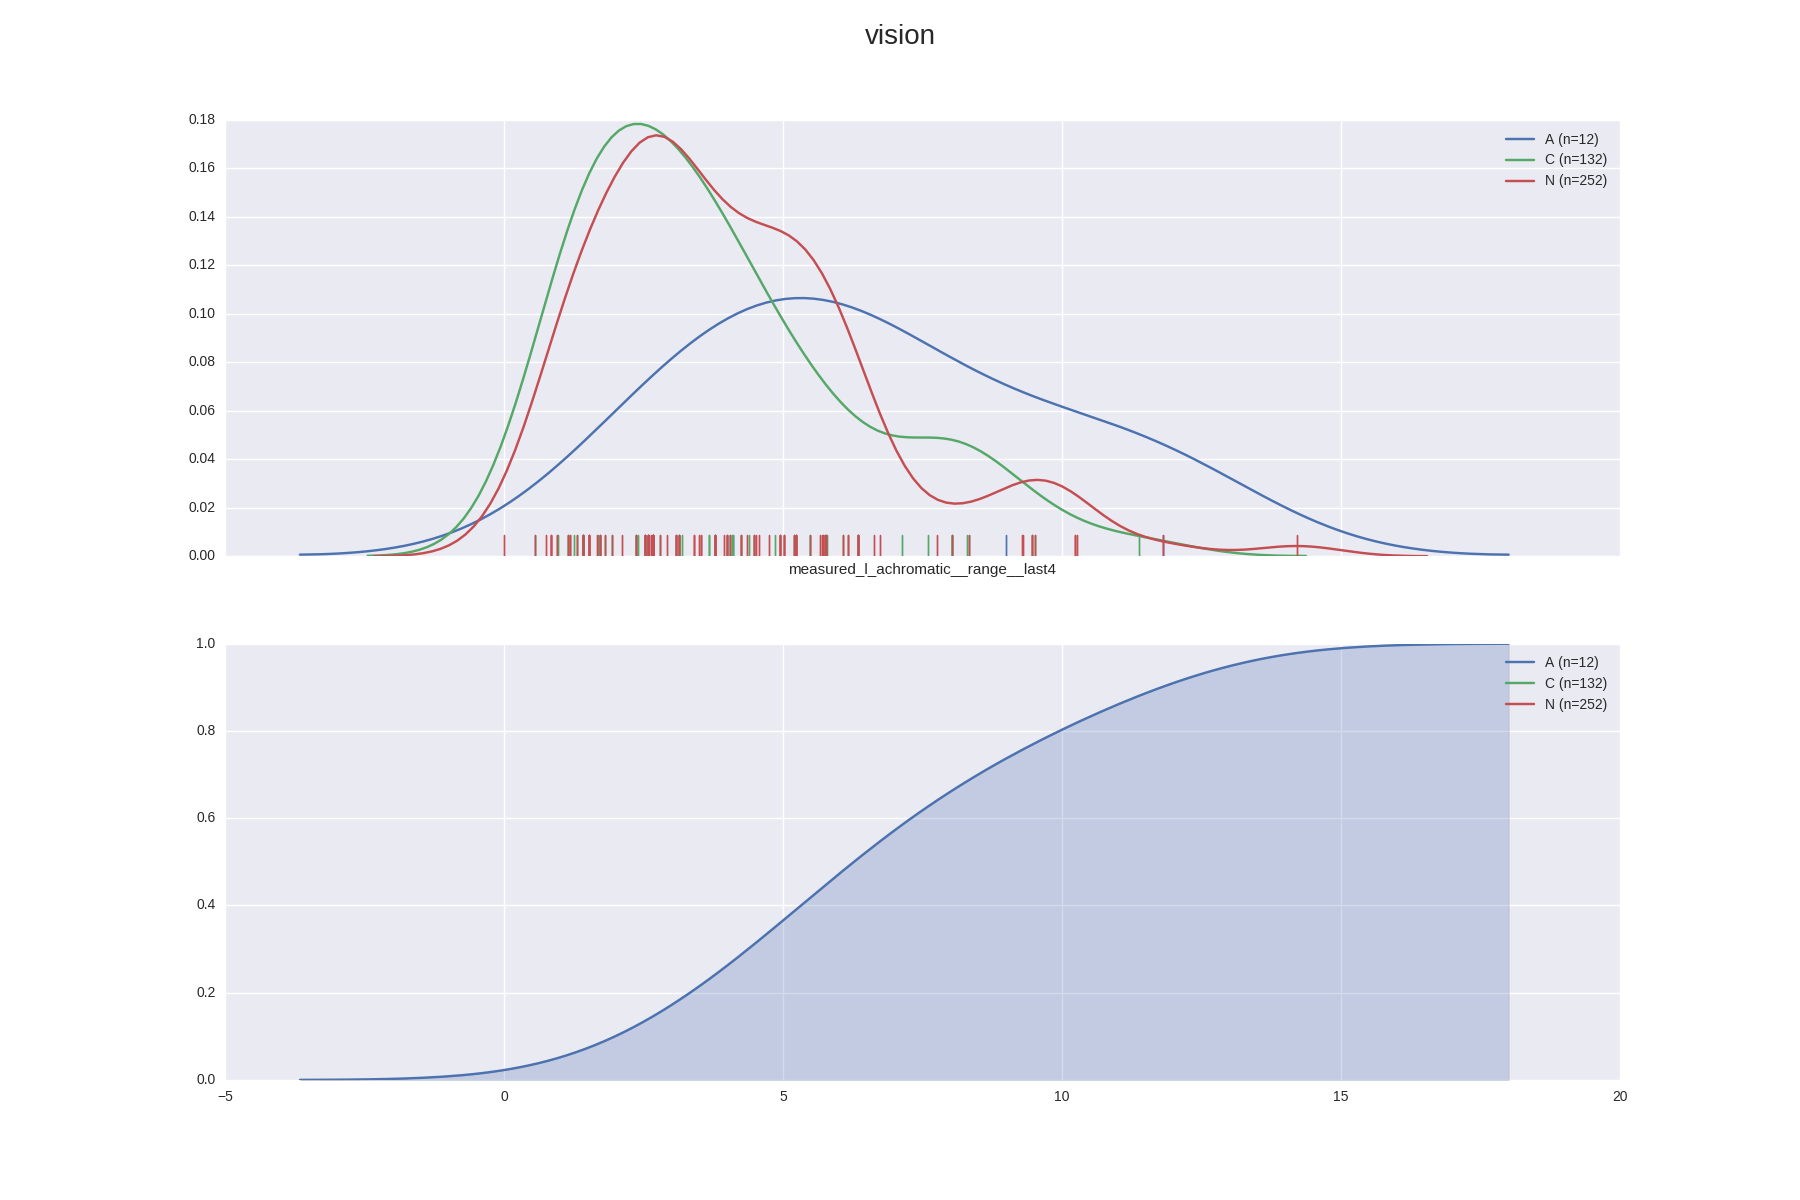 vision
0.18
0.16
0.14
0.12
0.10
0.08
0.06
0.04
0.02
0.00
A (n=12)
C (n=132)
N (n=252)
measured_l_achromatic__range__last4
1.0
0.8
0.6
0.4
0.2
0.0
A (n=12)
C (n=132)
N (n=252)
−5 0 5 10 15 20